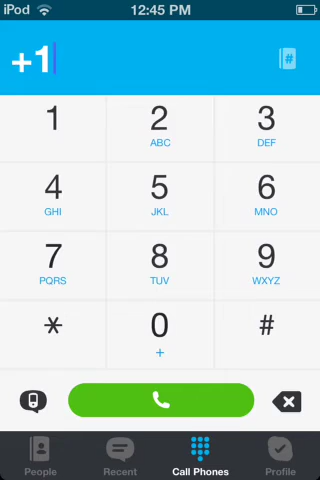 iPod 12:45 PM
+1 #
1 2 3
ABC DEF
4 5 6
GHI JKL MNO
7 8 9
PQRS TUV WXYZ
* 0 #
+
People Recent Call Phones Profile